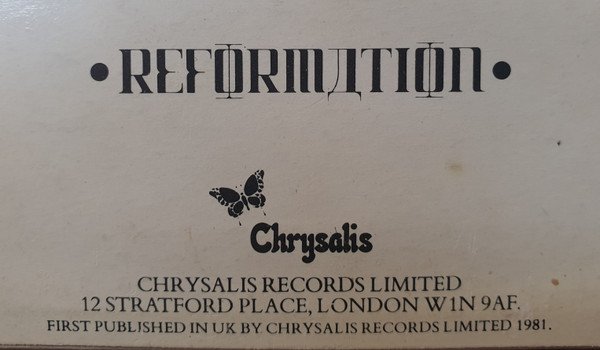 • REFORMATION •
Chrysalis
CHRYSALIS RECORDS LIMITED
12 STRATFORD PLACE, LONDON W1N 9AF.
FIRST PUBLISHED IN UK BY CHRYSALIS RECORDS LIMITED 1981.